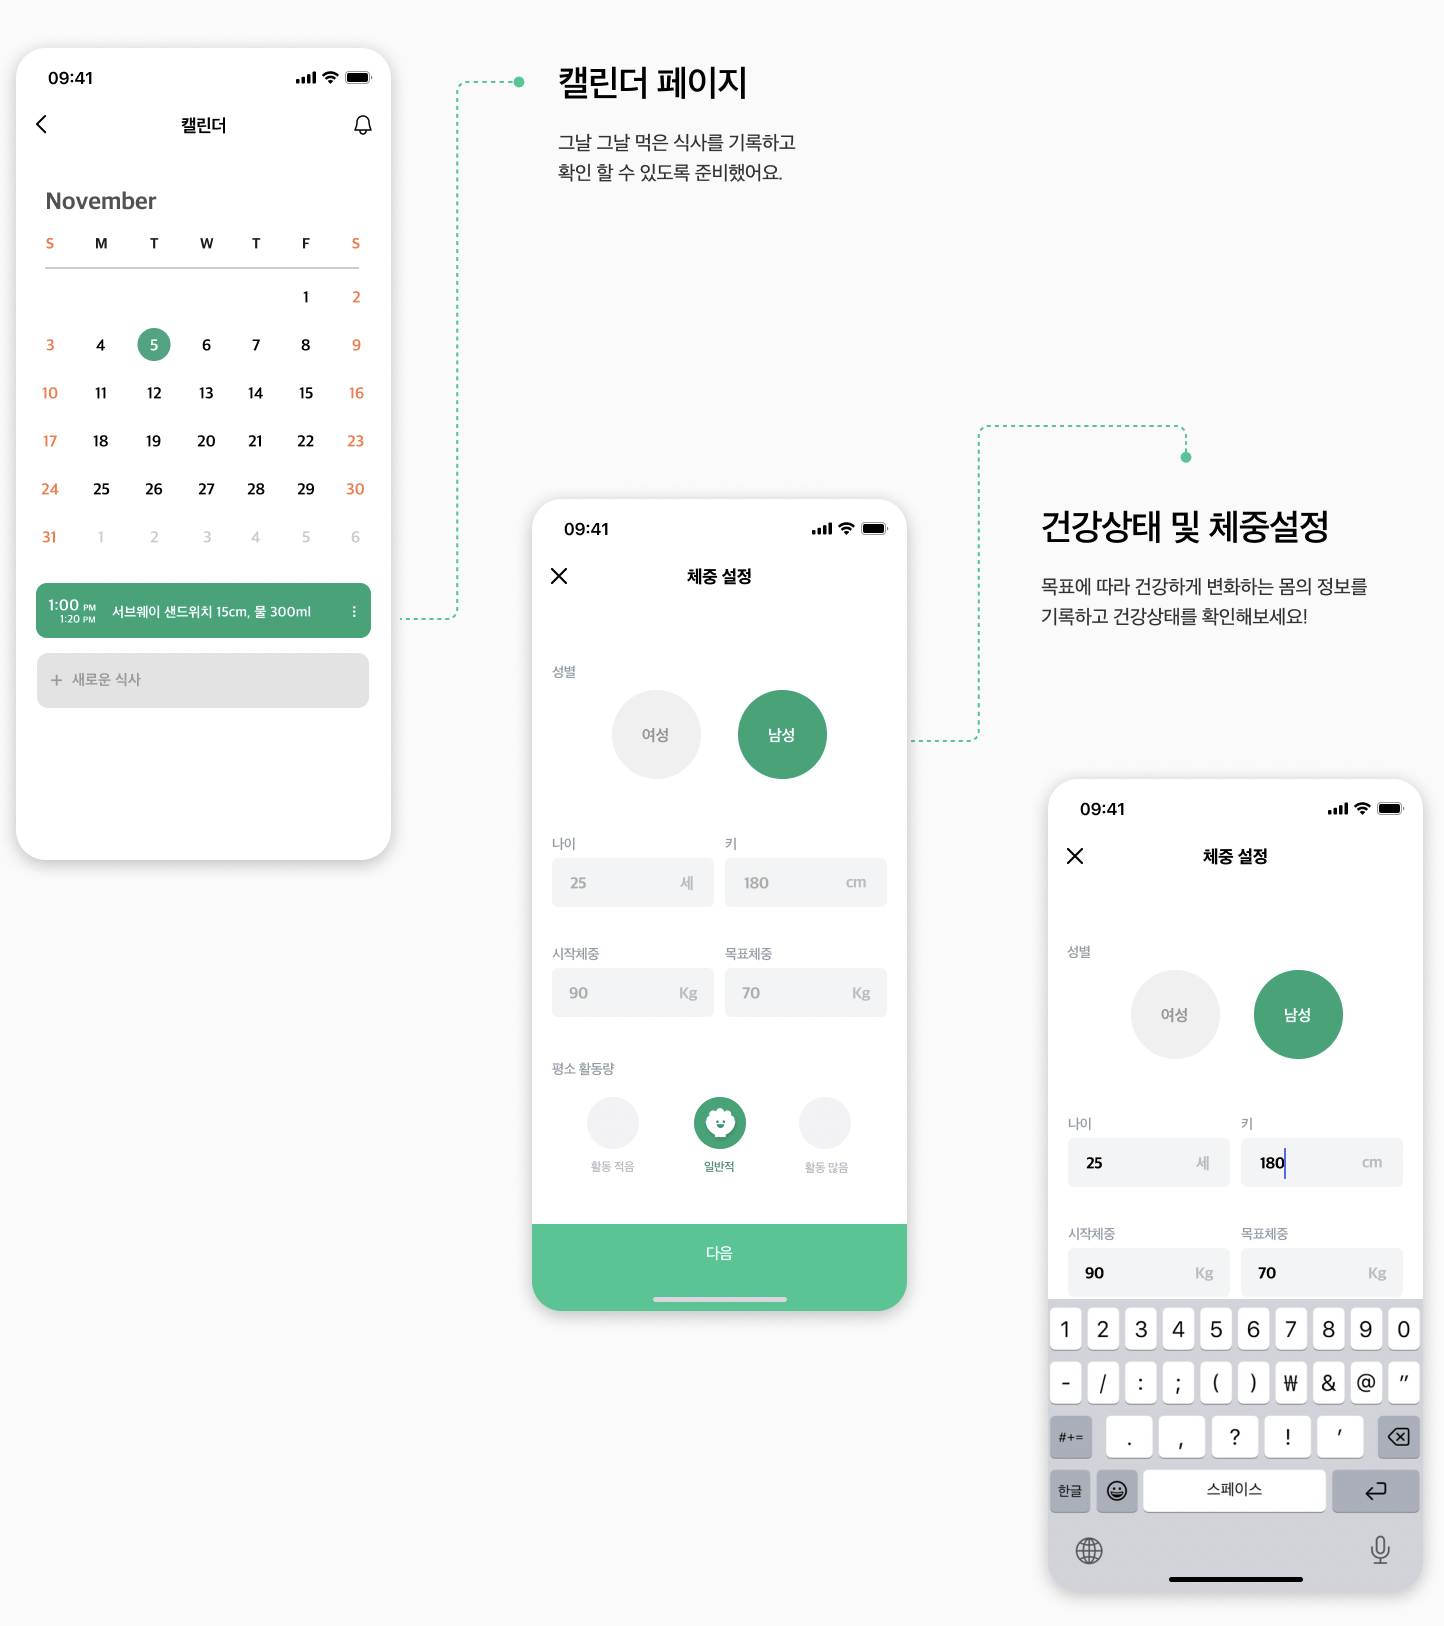 09:41
캘린더
November
S M T W T F S
1 2
3 4 5 6 7 8 9
10 11 12 13 14 15 16
17 18 19 20 21 22 23
24 25 26 27 28 29 30
31 1 2 3 4 5 6
1:00 PM
1:20 PM
서브웨이 샌드위치 15cm, 물 300ml
+ 새로운 식사
캘린더 페이지
그날 그날 먹은 식사를 기록하고
확인 할 수 있도록 준비했어요.
09:41
체중 설정
성별
여성 남성
나이 키
25 세 180 cm
시작체중 목표체중
90 Kg 70 Kg
평소 활동량
활동 적음 일반적 활동 많음
다음
건강상태 및 체중설정
목표에 따라 건강하게 변화하는 몸의 정보를
기록하고 건강상태를 확인해보세요!
09:41
체중 설정
성별
여성 남성
나이 키
25 세 180 cm
시작체중 목표체중
90 Kg 70 Kg
1 2 3 4 5 6 7 8 9 0
- / : ; ( ) ₩ & @ ”
#+= . , ? ! ’
한글 스페이스